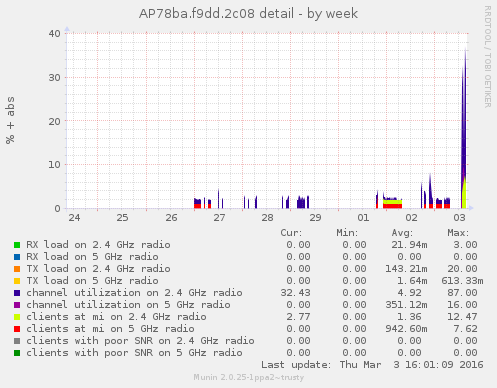 AP78ba.f9dd.2c08 detail - by week
RRDTOOL / TOBI OETIKER
% + abs
40
30
20
10
0
24 25 26 27 28 29 01 02 03
Cur: Min: Avg: Max:
RX load on 2.4 GHz radio 0.00 0.00 21.94m 3.00
RX load on 5 GHz radio 0.00 0.00 0.00 0.00
TX load on 2.4 GHz radio 0.00 0.00 143.21m 20.00
TX load on 5 GHz radio 0.00 0.00 1.64m 613.33m
channel utilization on 2.4 GHz radio 32.43 0.00 4.92 87.00
channel utilization on 5 GHz radio 0.00 0.00 351.12m 16.00
clients at mi on 2.4 GHz radio 2.77 0.00 1.36 12.47
clients at mi on 5 GHz radio 0.00 0.00 942.60m 7.62
clients with poor SNR on 2.4 GHz radio 0.00 0.00 0.00 0.00
clients with poor SNR on 5 GHz radio 0.00 0.00 0.00 0.00
Last update: Thu Mar 3 16:01:09 2016
Munin 2.0.25-1ppa2~trusty